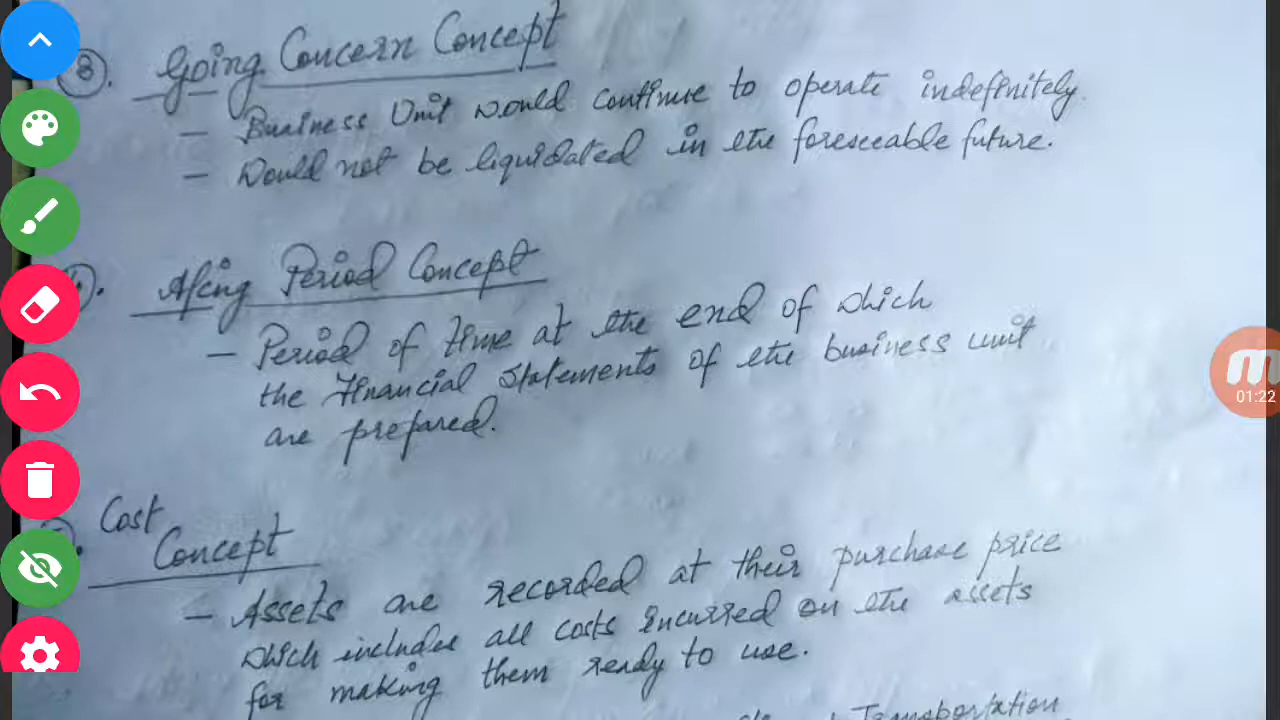 3. Going Concern Concept
- Business Unit would continue to operate indefinitely.
- Would not be liquidated in the foreseeable future.
A/cing Period Concept
- Period of time at the end of which
the Financial Statements of the business unit
are prepared.
Cost
Concept
- Assets are recorded at their purchase price
which includes all costs incurred on the assets
for making them ready to use.
Transportation
01:22